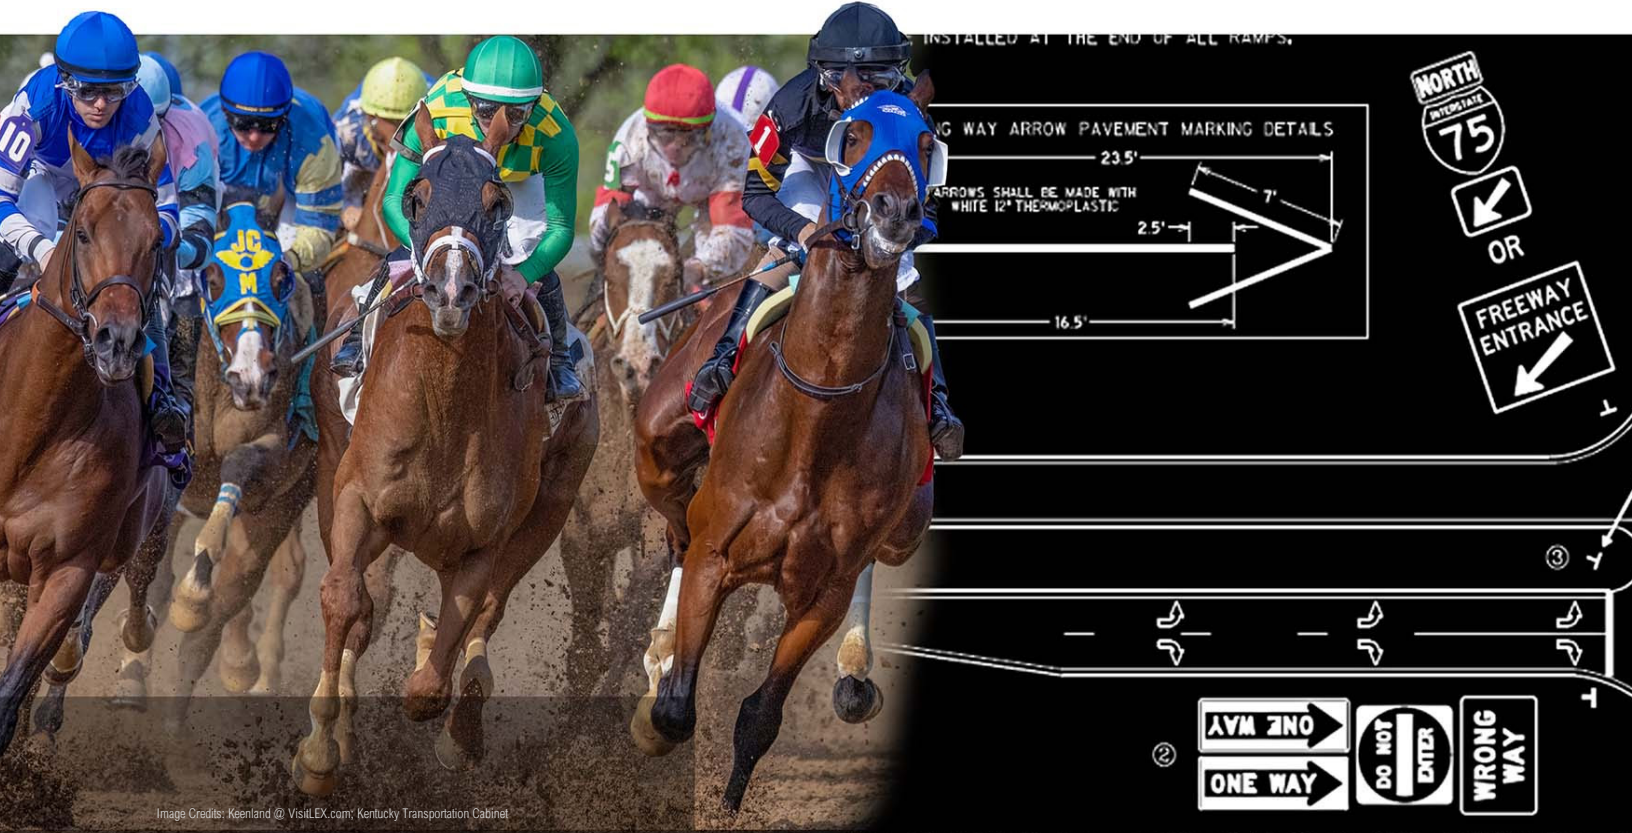 INSTALLED AT THE END OF ALL RAMPS.
NG WAY ARROW PAVEMENT MARKING DETAILS
23.5'
ARROWS SHALL BE MADE WITH
WHITE 12" THERMOPLASTIC
7'
2.5'
16.5'
NORTH
INTERSTATE
75
OR
FREEWAY
ENTRANCE
10
JC
M
5
1
3
2
ONE WAY
ONE WAY
DO NOT
ENTER
WRONG
WAY
Image Credits: Keenland @ VisitLEX.com; Kentucky Transportation Cabinet